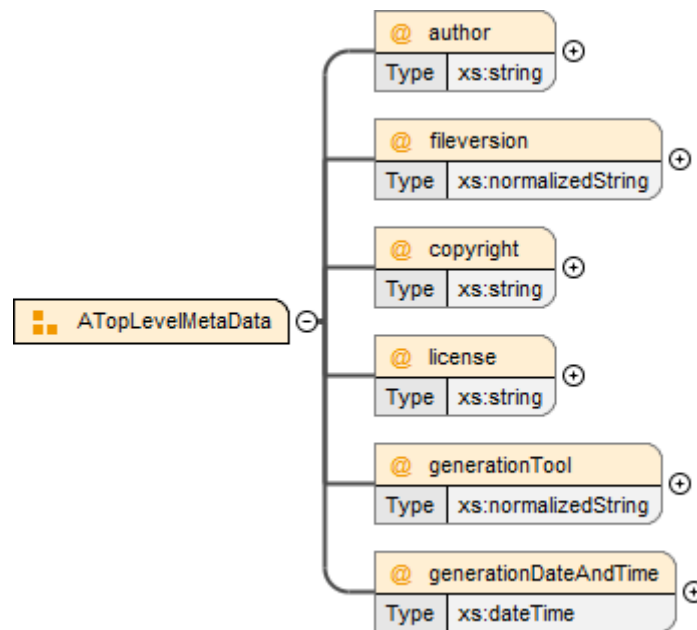 @ author
Type xs:string
@ fileversion
Type xs:normalizedString
@ copyright
Type xs:string
ATopLevelMetaData
@ license
Type xs:string
@ generationTool
Type xs:normalizedString
@ generationDateAndTime
Type xs:dateTime